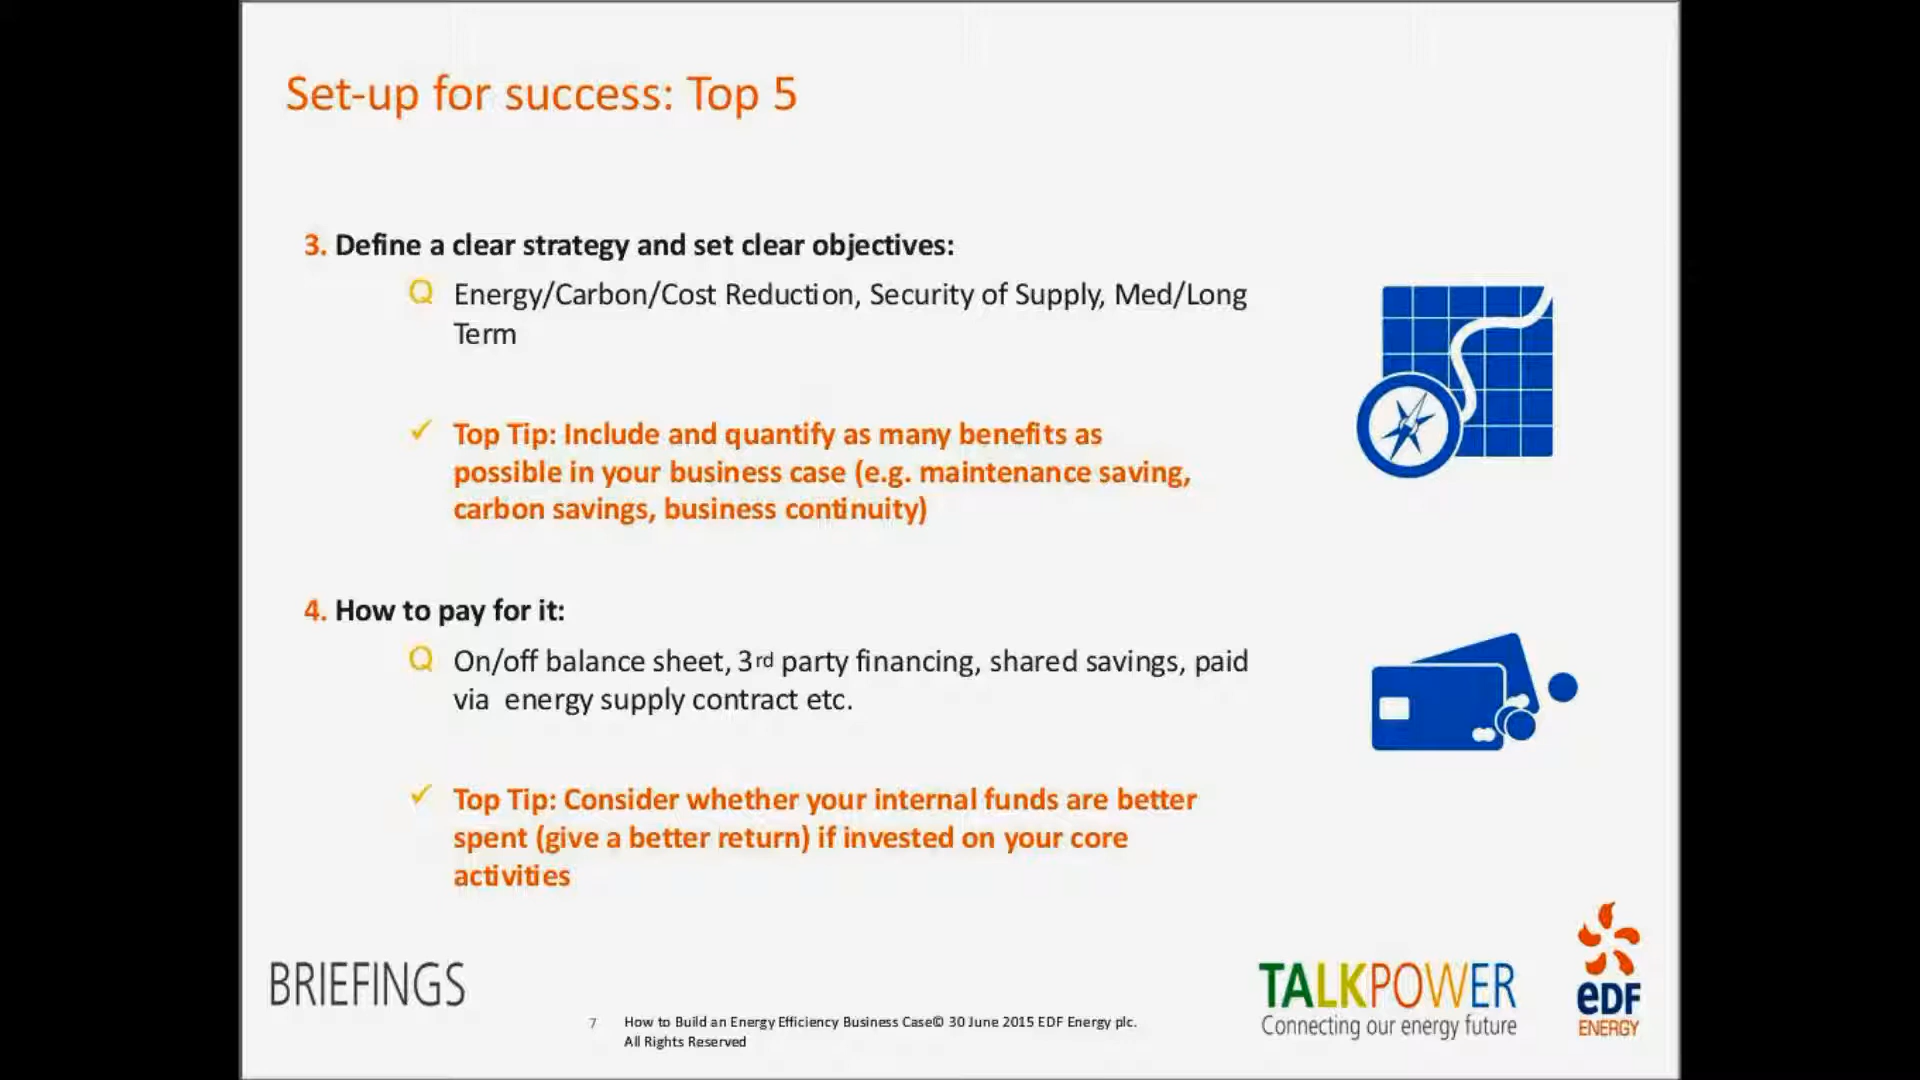 Set-up for success: Top 5
3. Define a clear strategy and set clear objectives:
Q Energy/Carbon/Cost Reduction, Security of Supply, Med/Long
Term
✓ Top Tip: Include and quantify as many benefits as
possible in your business case (e.g. maintenance saving,
carbon savings, business continuity)
4. How to pay for it:
Q On/off balance sheet, 3rd party financing, shared savings, paid
via energy supply contract etc.
✓ Top Tip: Consider whether your internal funds are better
spent (give a better return) if invested on your core
activities
BRIEFINGS
7 How to Build an Energy Efficiency Business Case© 30 June 2015 EDF Energy plc.
All Rights Reserved
TALKPOWER
Connecting our energy future
eDF
ENERGY